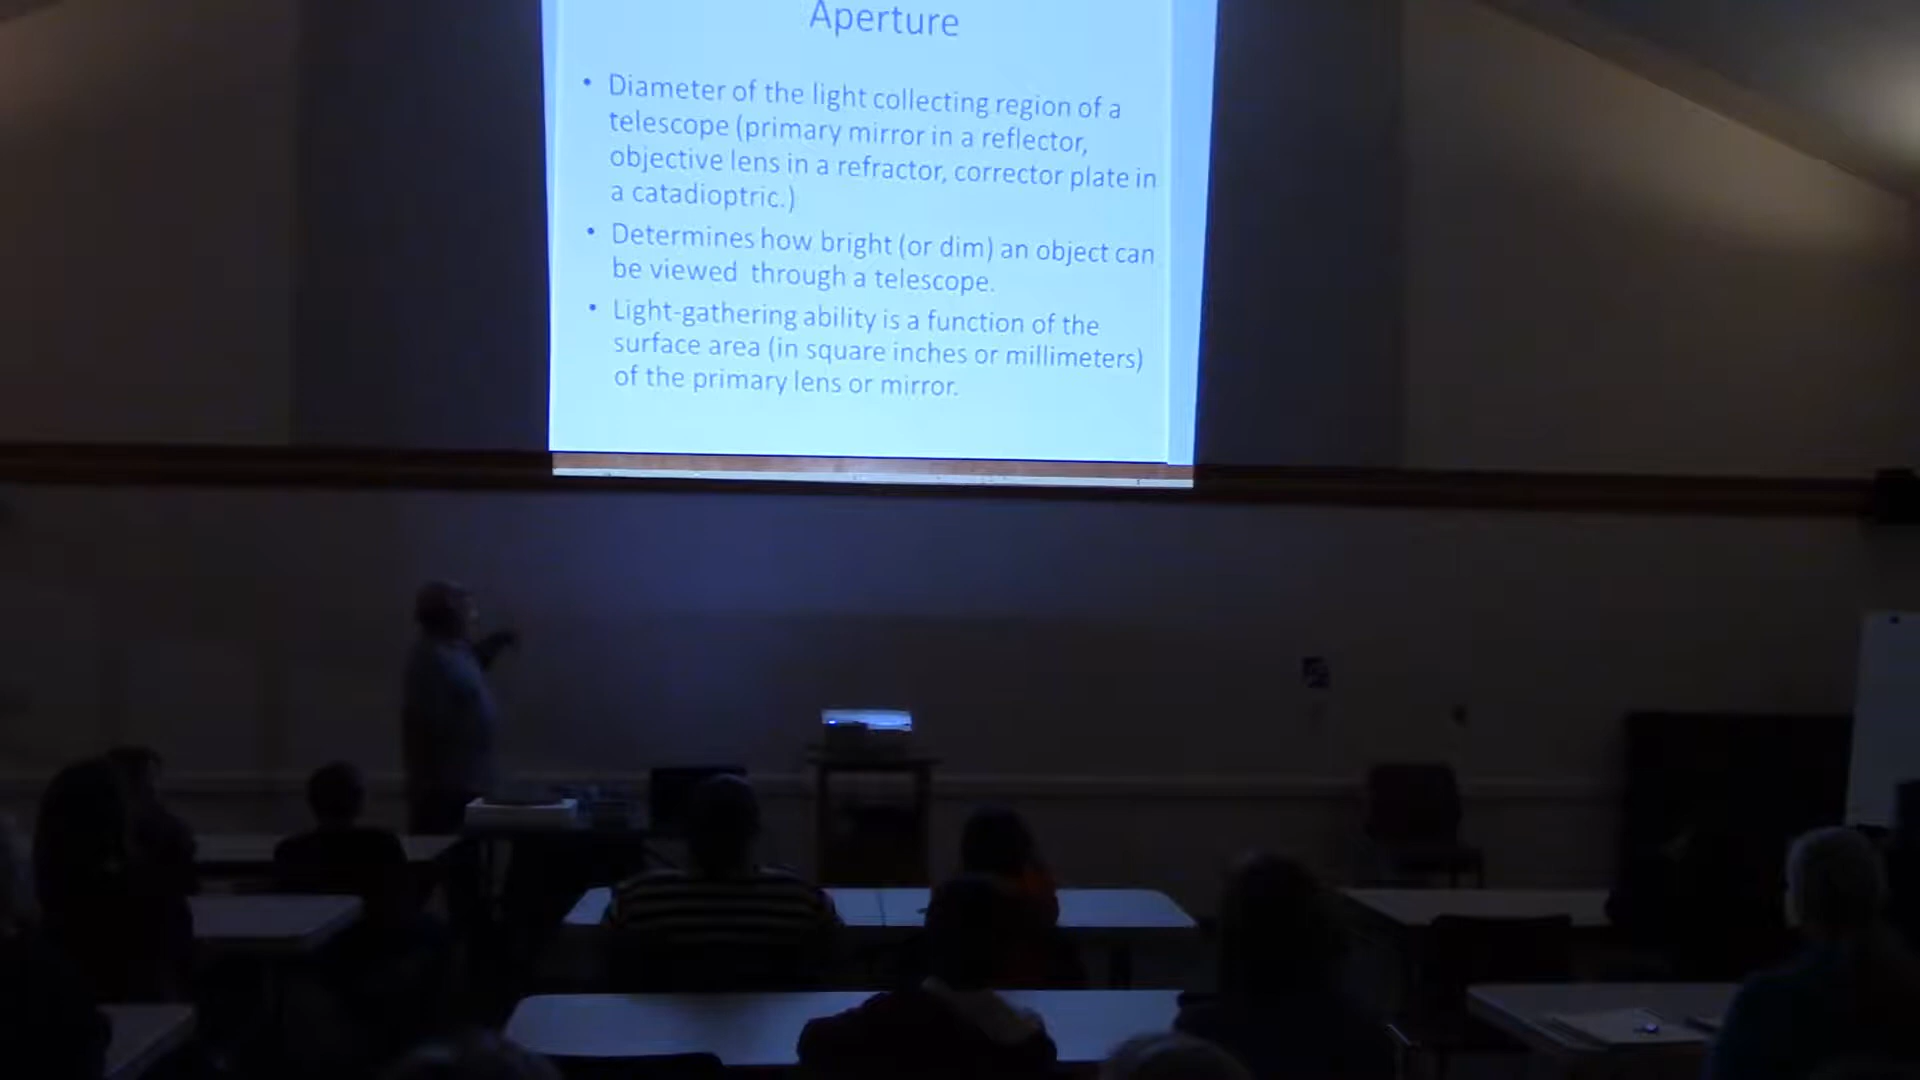 Aperture
• Diameter of the light collecting region of a
telescope (primary mirror in a reflector,
objective lens in a refractor, corrector plate in
a catadioptric.)
• Determines how bright (or dim) an object can
be viewed through a telescope.
• Light-gathering ability is a function of the
surface area (in square inches or millimeters)
of the primary lens or mirror.